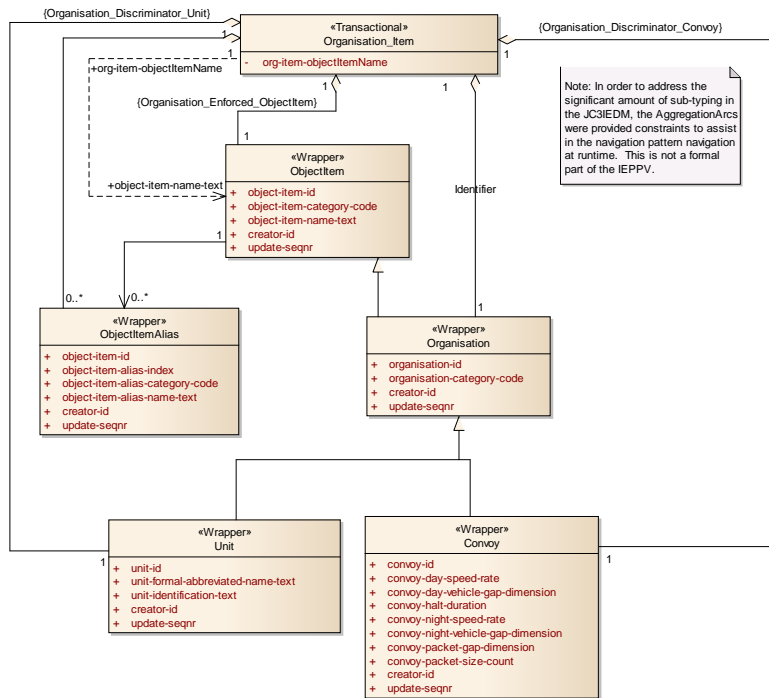 {Organisation_Discriminator_Unit}
{Organisation_Discriminator_Convoy}
«Transactional»
Organisation_Item
- org-item-objectItemName
1
1
1
1
1
+org-item-objectItemName
{Organisation_Enforced_ObjectItem}
Note: In order to address the
significant amount of sub-typing in
the JC3IEDM, the AggregationArcs
were provided constraints to assist
in the navigation pattern navigation
at runtime. This is not a formal
part of the IEPPV.
1
«Wrapper»
ObjectItem
+ object-item-id
+ object-item-category-code
+ object-item-name-text
+ creator-id
+ update-seqnr
+object-item-name-text
Identifier
1
0..*
0..*
1
«Wrapper»
ObjectItemAlias
+ object-item-id
+ object-item-alias-index
+ object-item-alias-category-code
+ object-item-alias-name-text
+ creator-id
+ update-seqnr
«Wrapper»
Organisation
+ organisation-id
+ organisation-category-code
+ creator-id
+ update-seqnr
«Wrapper»
Unit
+ unit-id
+ unit-formal-abbreviated-name-text
+ unit-identification-text
+ creator-id
+ update-seqnr
1
«Wrapper»
Convoy
+ convoy-id
+ convoy-day-speed-rate
+ convoy-day-vehicle-gap-dimension
+ convoy-halt-duration
+ convoy-night-speed-rate
+ convoy-night-vehicle-gap-dimension
+ convoy-packet-gap-dimension
+ convoy-packet-size-count
+ creator-id
+ update-seqnr
1